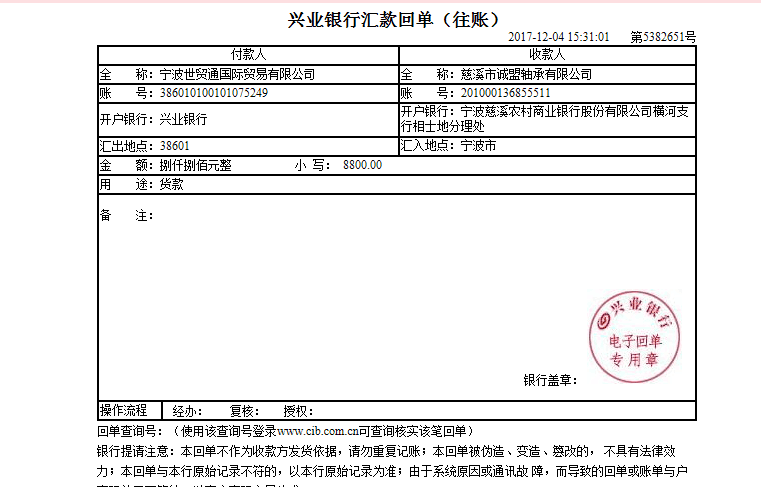 兴业银行汇款回单（往账）
2017-12-04 15:31:01 第5382651号
付款人 收款人
全 称：宁波世贸通国际贸易有限公司 全 称：慈溪市诚盟轴承有限公司
账 号：386010100101075249 账 号：201000136855511
开户银行：兴业银行 开户银行：宁波慈溪农村商业银行股份有限公司横河支
行相士地分理处
汇出地点：38601 汇入地点：宁波市
金 额：捌仟捌佰元整 小 写： 8800.00
用 途：货款
备 注：
兴业银行
电子回单
专用章
银行盖章：
操作流程 经办： 复核： 授权：
回单查询号：（使用该查询号登录www.cib.com.cn可查询核实该笔回单）
银行提请注意：本回单不作为收款方发货依据，请勿重复记账；本回单被伪造、变造、篡改的，不具有法律效
力；本回单与本行原始记录不符的，以本行原始记录为准；由于系统原因或通讯故 障，而导致的回单或账单与户